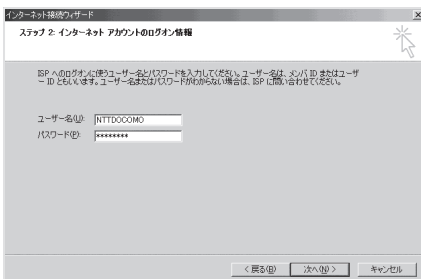 インターネット接続ウィザード
ステップ 2: インターネット アカウントのログオン情報
ISP へのログオンに使うユーザー名とパスワードを入力してください。ユーザー名は、メンバ ID またはユーザ
ー ID ともいいます。ユーザー名またはパスワードがわからない場合は、ISP に問い合わせてください。
ユーザー名(U): NTTDOCOMO
パスワード(P): ********
< 戻る(B) 次へ(N) > キャンセル